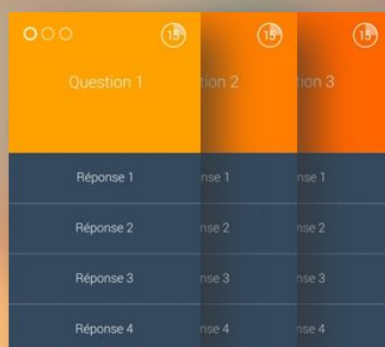 15
15
15
Question 1
tion 2
tion 3
Réponse 1
nse 1
nse 1
Réponse 2
nse 2
nse 2
Réponse 3
nse 3
nse 3
Réponse 4
nse 4
nse 4